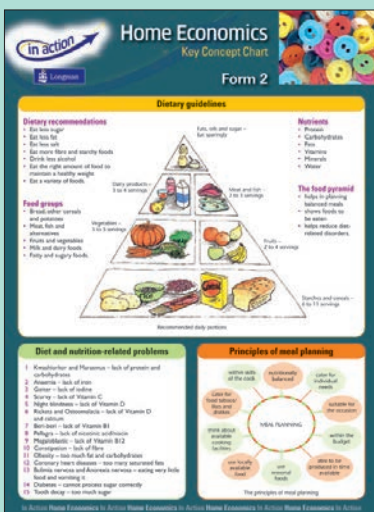 in action
Longman
Home Economics
Key Concept Chart
Form 2
Dietary guidelines
Dietary recommendations
• Eat less sugar
• Eat less fat
• Eat less salt
• Eat more fibre and starchy foods
• Drink less alcohol
• Eat the right amount of food to
maintain a healthy weight
• Eat a variety of foods
Food groups
• Bread, other cereals
and potatoes
• Meat, fish and
alternatives
• Fruits and vegetables
• Milk and dairy foods
• Fatty and sugary foods
Fats, oils and sugar –
Eat sparingly
Dairy products –
Meat and fish –
2 to 3 servings
Vegetables –
3 to 5 servings
Fruits –
2 to 4 servings
Starches and cereals –
6 to 11 servings
Recommended daily portions
Nutrients
• Protein
• Carbohydrates
• Fats
• Vitamins
• Minerals
• Water
The food pyramid
• helps in planning
balanced meals
• shows foods to
be eaten
• helps reduce diet-
related disorders.
Diet and nutrition-related problems
1 Kwashiorkor and Marasmus – lack of protein and
carbohydrates
2 Anaemia – lack of iron
3 Goiter – lack of iodine
4 Scurvy – lack of Vitamin C
5 Night blindness – lack of Vitamin
6 Rickets and Osteomalacia – lack of Vitamin D
and calcium
7 Beri-beri – lack of Vitamin B1
8 Pellagra – lack of nicotinic acid/niacin
9 Megaloblastic – lack of Vitamin B12
10 Constipation – lack of fibre
11 Obesity – too much fat and carbohydrates
12 Coronary heart diseases – too many saturated fats
13 Bulimia nervosa and Anorexia nervosa – eating very little
food and vomiting it
14 Diabetes – cannot process sugar correctly
15 Tooth decay – too much sugar
Principles of meal planning
within skills
of the cook
nutritionally
balanced
cater for
individual
needs
cater for
food tastes/
likes and
dislikes
suitable for
the occasion
MEAL PLANNING
think about
available
cooking
facilities
within the
budget
use locally
available
food
use
seasonal
foods
able to be
produced in time
available
The principles of meal planning
In Action Home Economics In Action Home Economics In Action Home Economics In Action Home Economics